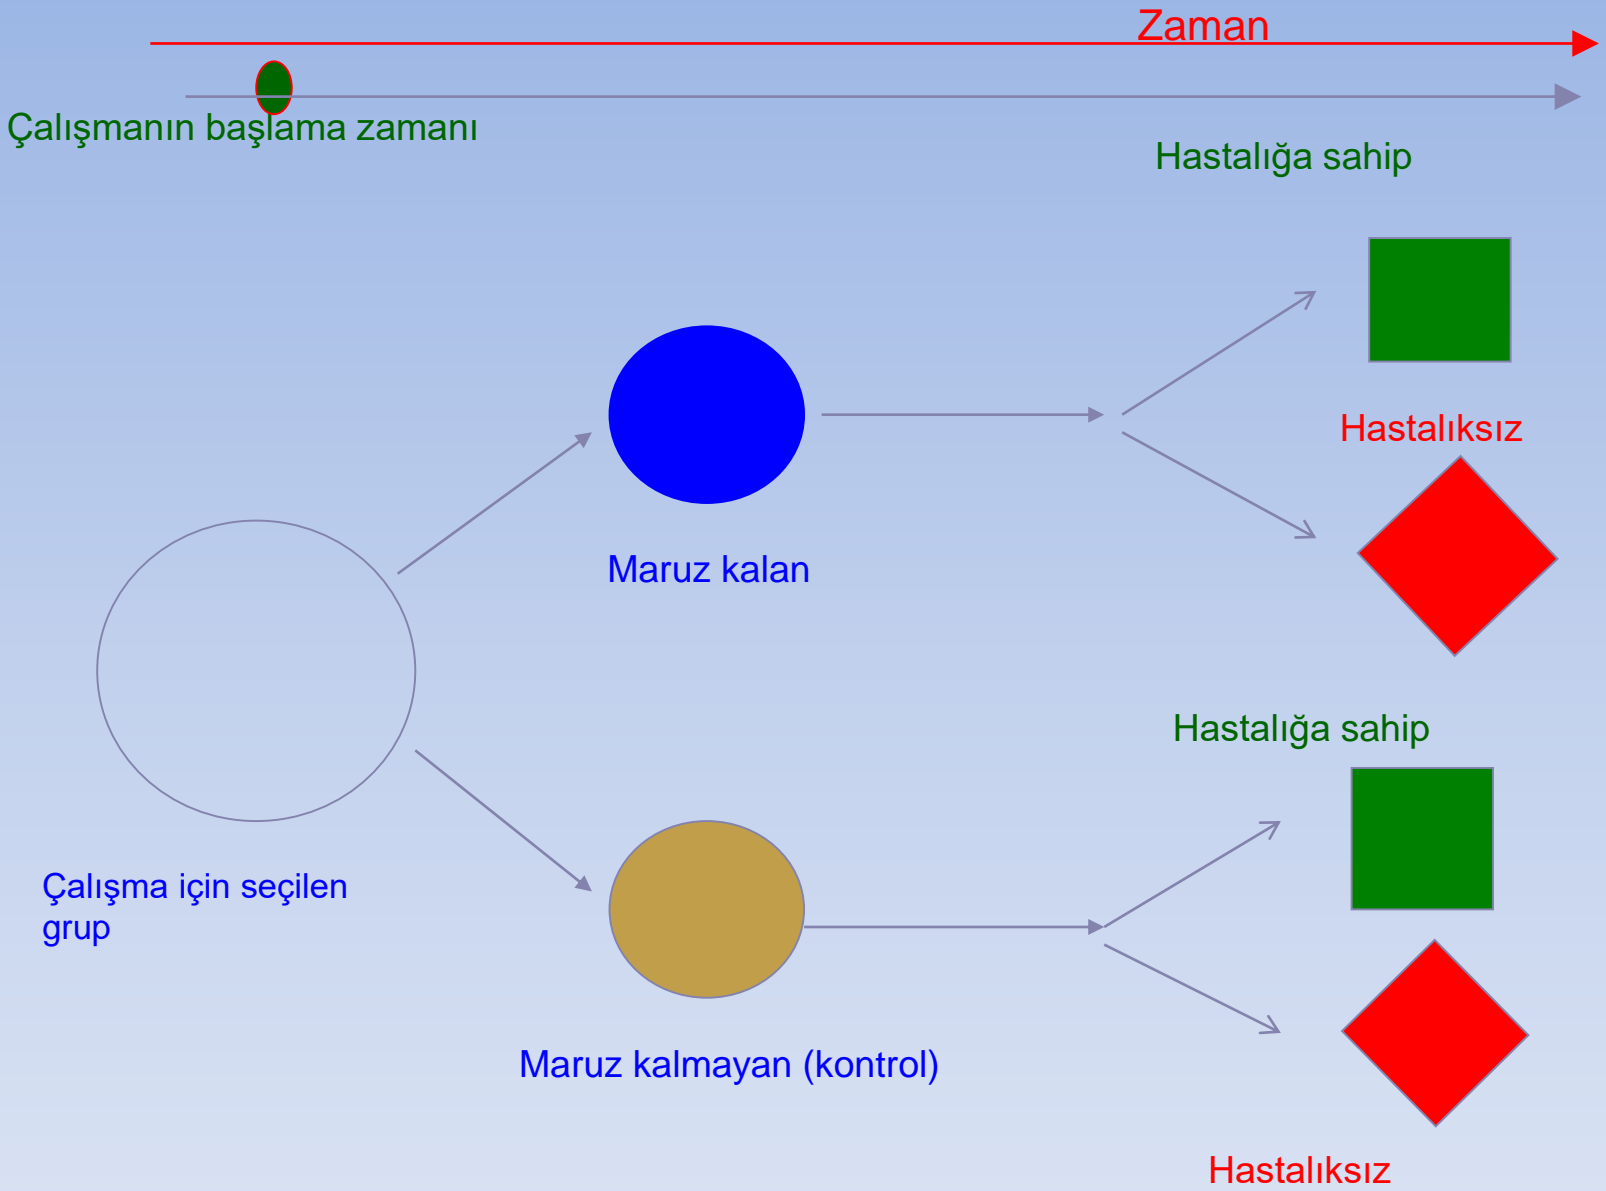 Zaman
Çalışmanın başlama zamanı
Hastalığa sahip
Hastalıksız
Maruz kalan
Hastalığa sahip
Çalışma için seçilen
grup
Maruz kalmayan (kontrol)
Hastalıksız